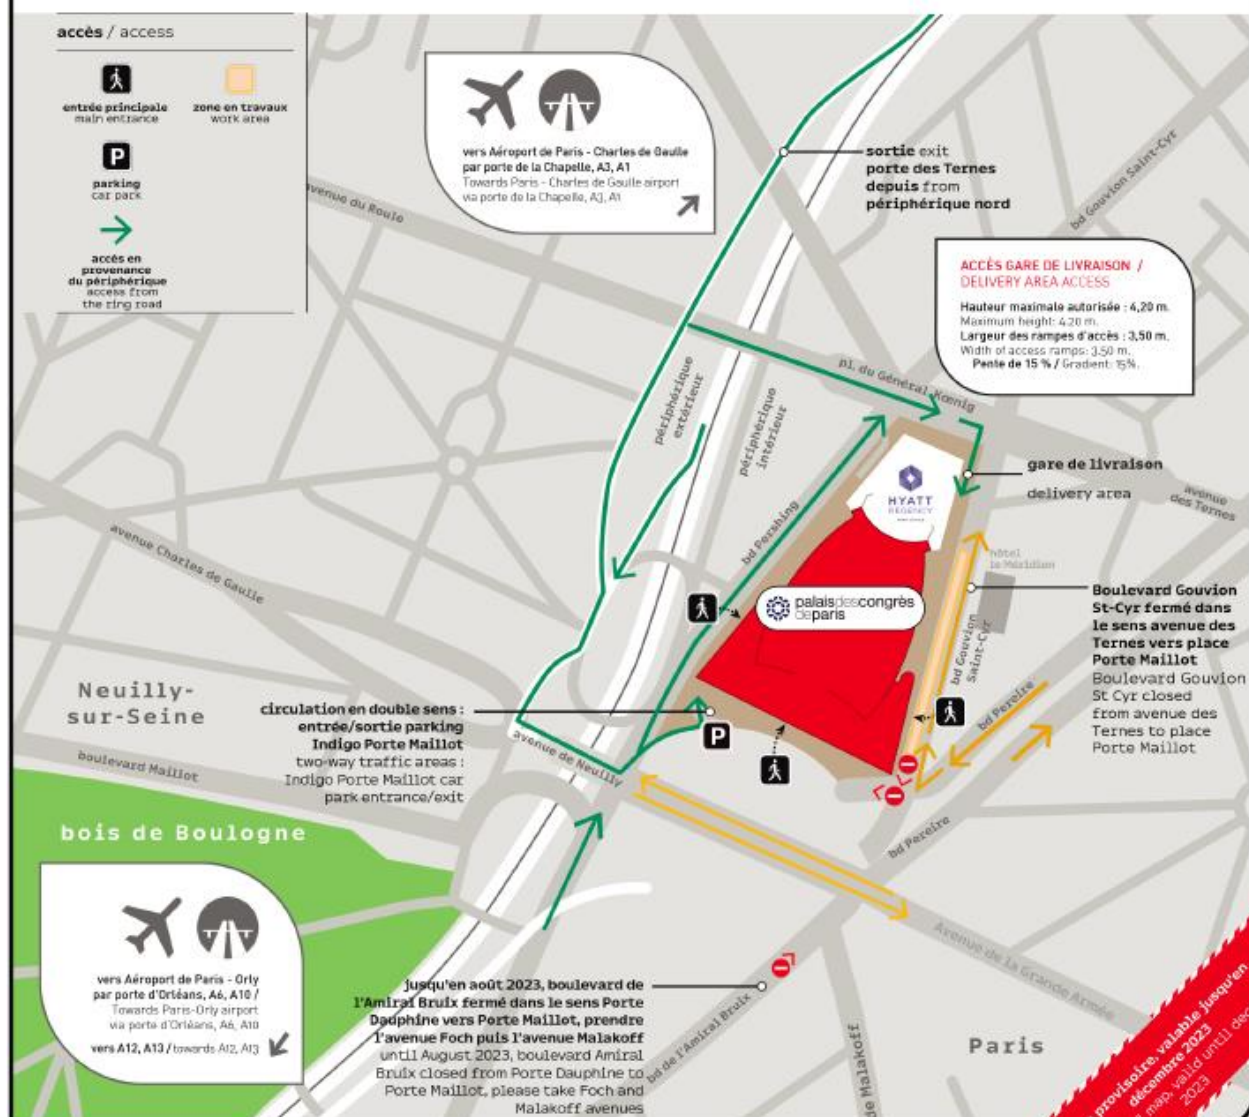 accès / access
entrée principale
main entrance
zone en travaux
work area
P
parking
car park
accès en
provenance
du périphérique
access from
the ring road
vers Aéroport de Paris - Charles de Gaulle
par porte de la Chapelle, A3, A1
Towards Paris - Charles de Gaulle airport
via porte de la Chapelle, A3, A1
sortie exit
porte des Ternes
depuis from
périphérique nord
bd Gouvion Saint-Cyr
avenue du Roule
ACCÈS GARE DE LIVRAISON /
DELIVERY AREA ACCESS
Hauteur maximale autorisée : 4,20 m.
Maximum height: 4.20 m.
Largeur des rampes d'accès : 3,50 m.
Width of access ramps: 3.50 m.
Pente de 15 % / Gradient: 15%.
pl. du Général-Kœnig
périphérique
extérieur
périphérique
intérieur
HYATT
REGENCY
gare de livraison
delivery area
avenue
des Ternes
avenue Charles de Gaulle
bd Pershing
hôtel
le Méridien
palaisdescongrès
deparis
bd Gouvion
Saint-Cyr
Boulevard Gouvion
St-Cyr fermé dans
le sens avenue des
Ternes vers place
Porte Maillot
Boulevard Gouvion
St Cyr closed
from avenue des
Ternes to place
Porte Maillot
Neuilly-
sur-Seine
circulation en double sens :
entrée/sortie parking
Indigo Porte Maillot
two-way traffic areas :
Indigo Porte Maillot car
park entrance/exit
P
bd Pereire
avenue de Neuilly
boulevard Maillot
bois de Boulogne
bd Pereire
vers Aéroport de Paris - Orly
par porte d'Orléans, A6, A10 /
Towards Paris-Orly airport
via porte d'Orléans, A6, A10
vers A12, A13 / towards A12, A13
jusqu'en août 2023, boulevard de
l'Amiral Bruix fermé dans le sens Porte
Dauphine vers Porte Maillot, prendre
l'avenue Foch puis l'avenue Malakoff
until August 2023, boulevard Amiral
Bruix closed from Porte Dauphine to
Porte Maillot, please take Foch and
Malakoff avenues
bd de l'Amiral Bruix
Avenue de la Grande Armée
Malakoff
Paris
valable jusqu'en
décembre 2023
map, valid until
2023